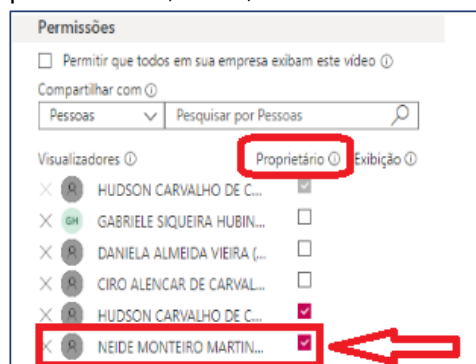 Permissões
Permitir que todos em sua empresa exibam este vídeo
Compartilhar com
Pessoas Pesquisar por Pessoas
Visualizadores Proprietário Exibição
HUDSON CARVALHO DE C...
GH GABRIELE SIQUEIRA HUBIN...
DANIELA ALMEIDA VIEIRA (...
CIRO ALENCAR DE CARVAL...
HUDSON CARVALHO DE C...
NEIDE MONTEIRO MARTIN...